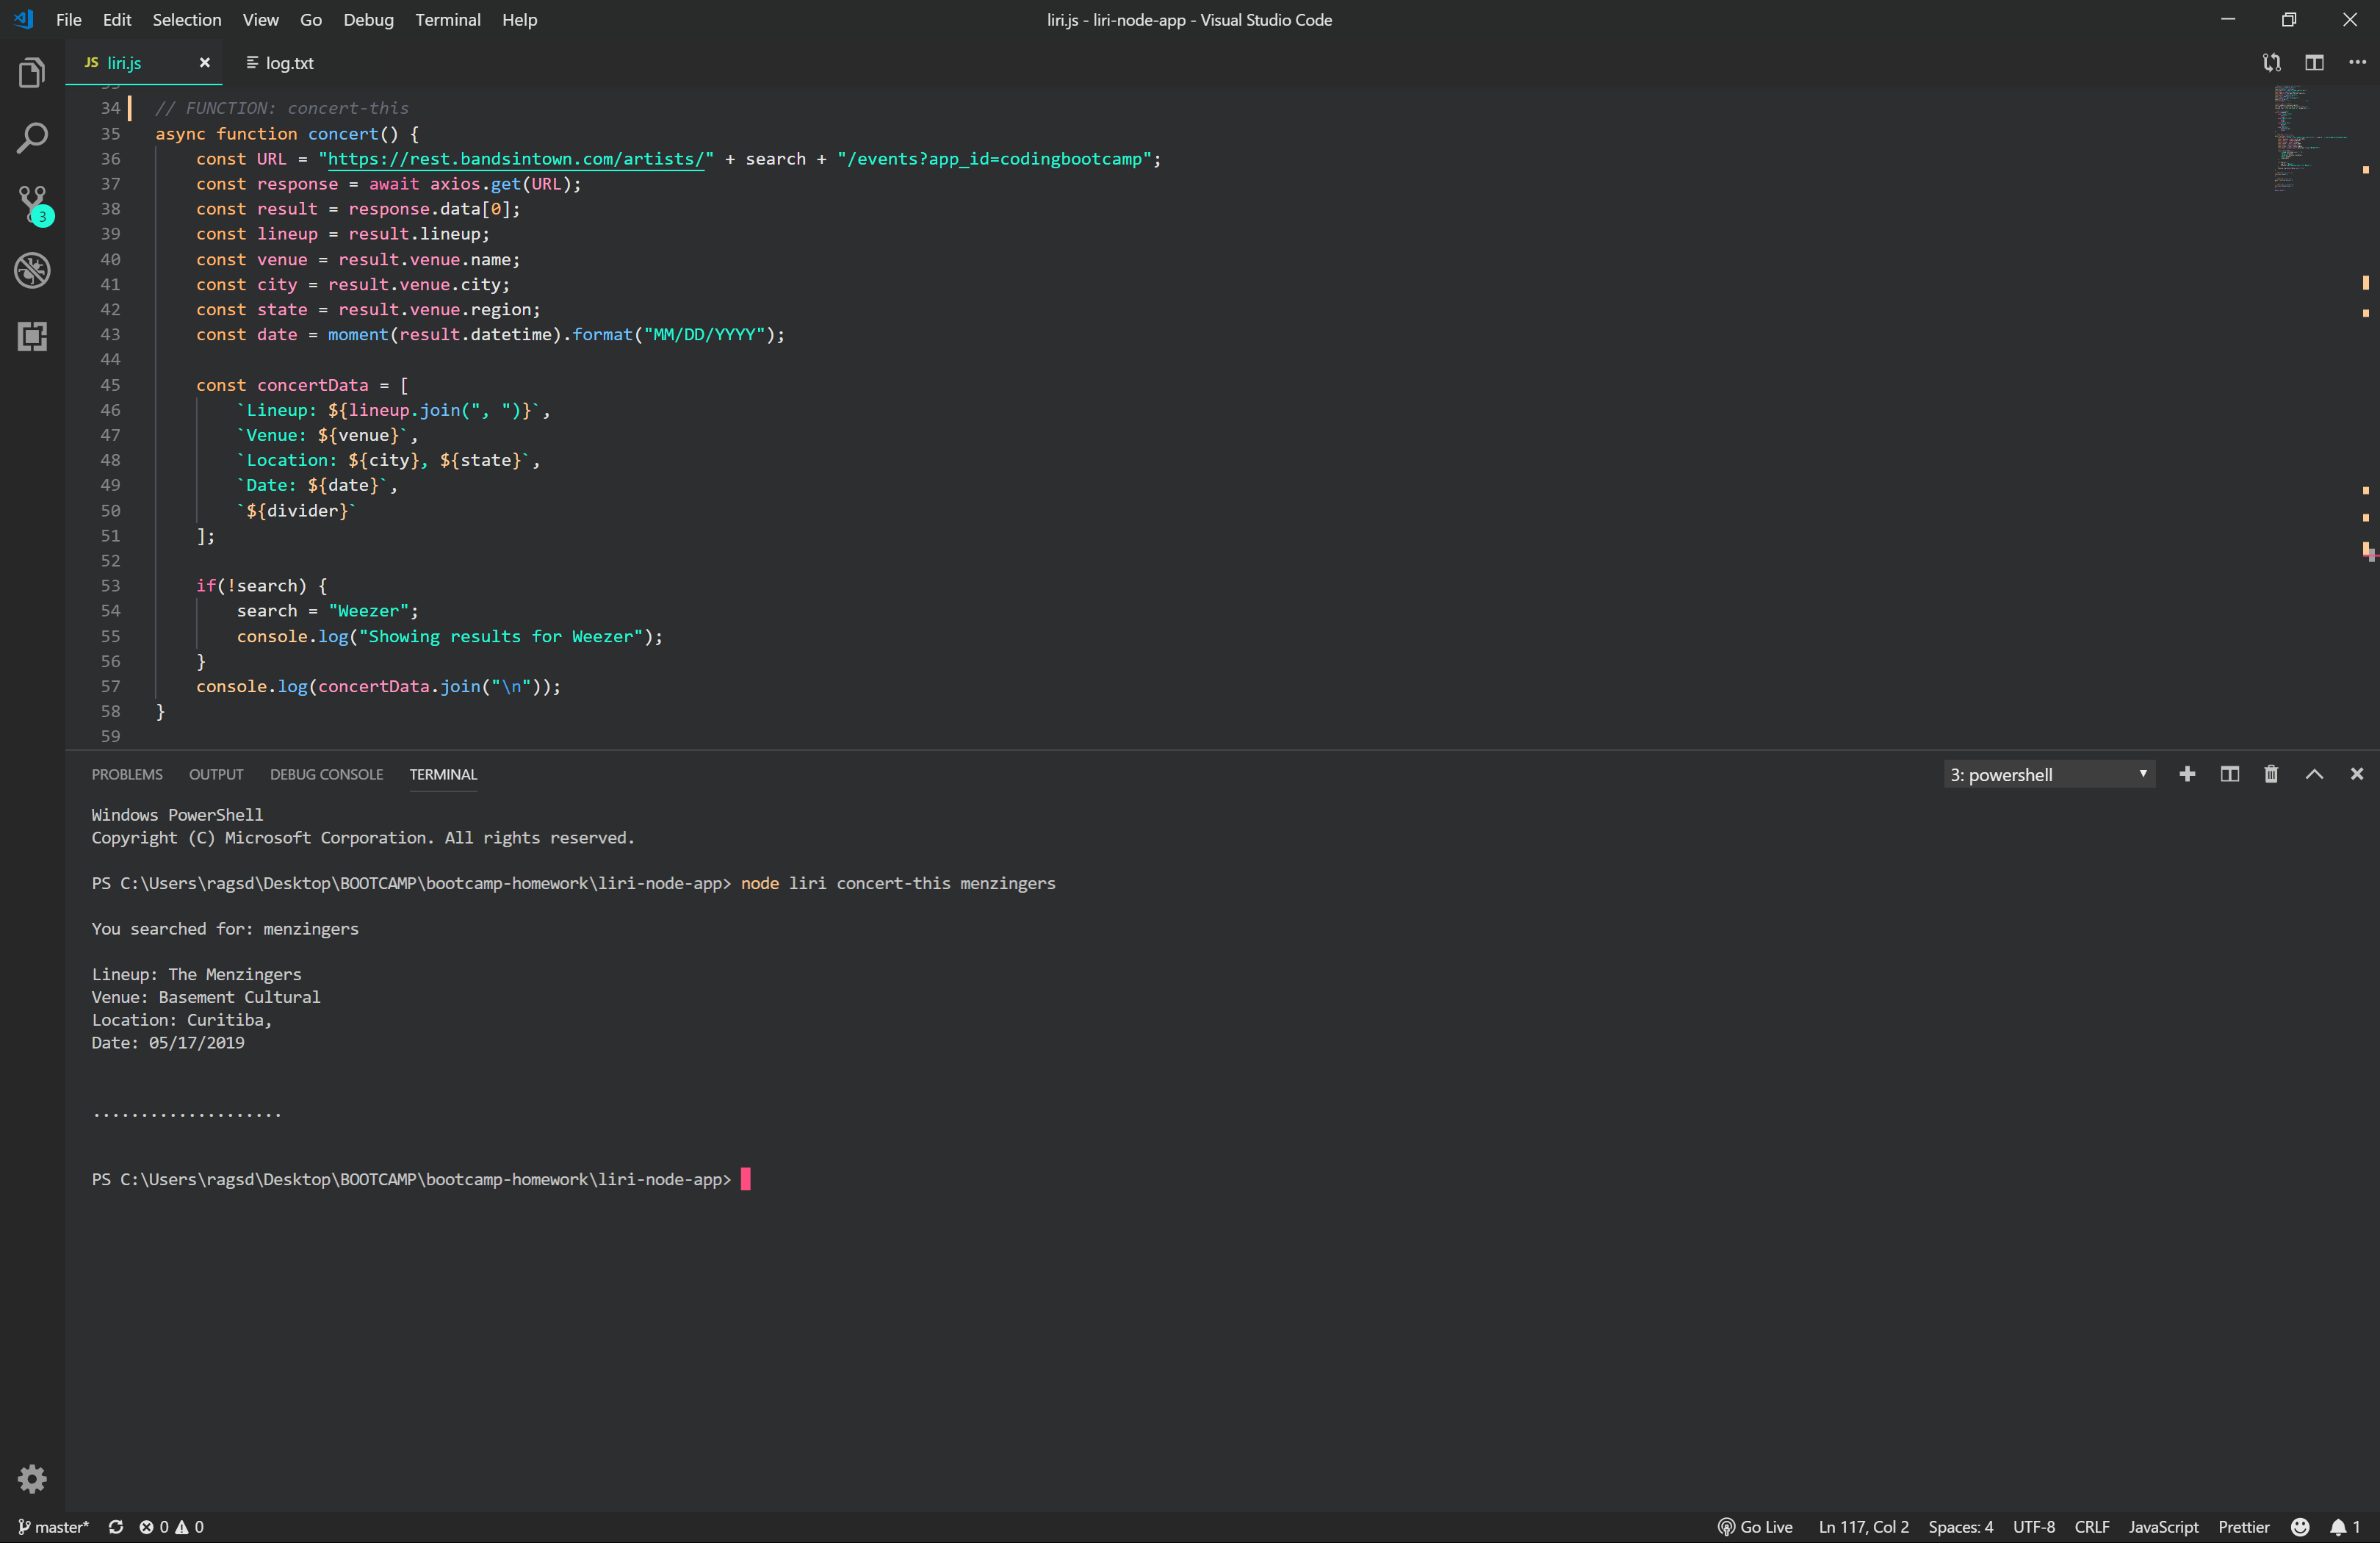 File Edit Selection View Go Debug Terminal Help
liri.js - liri-node-app - Visual Studio Code
JS liri.js
log.txt
34 // FUNCTION: concert-this
35 async function concert() {
36 const URL = "https://rest.bandsintown.com/artists/" + search + "/events?app_id=codingbootcamp";
37 const response = await axios.get(URL);
38 const result = response.data[0];
39 const lineup = result.lineup;
40 const venue = result.venue.name;
41 const city = result.venue.city;
42 const state = result.venue.region;
43 const date = moment(result.datetime).format("MM/DD/YYYY");
44
45 const concertData = [
46 `Lineup: ${lineup.join(", ")}`,
47 `Venue: ${venue}`,
48 `Location: ${city}, ${state}`,
49 `Date: ${date}`,
50 `${divider}`
51 ];
52
53 if(!search) {
54 search = "Weezer";
55 console.log("Showing results for Weezer");
56 }
57 console.log(concertData.join("\n"));
58 }
59
3
PROBLEMS OUTPUT DEBUG CONSOLE TERMINAL
3: powershell
Windows PowerShell
Copyright (C) Microsoft Corporation. All rights reserved.
PS C:\Users\ragsd\Desktop\BOOTCAMP\bootcamp-homework\liri-node-app> node liri concert-this menzingers
You searched for: menzingers
Lineup: The Menzingers
Venue: Basement Cultural
Location: Curitiba,
Date: 05/17/2019
....................
PS C:\Users\ragsd\Desktop\BOOTCAMP\bootcamp-homework\liri-node-app>
master* 0 0
Go Live Ln 117, Col 2 Spaces: 4 UTF-8 CRLF JavaScript Prettier 1